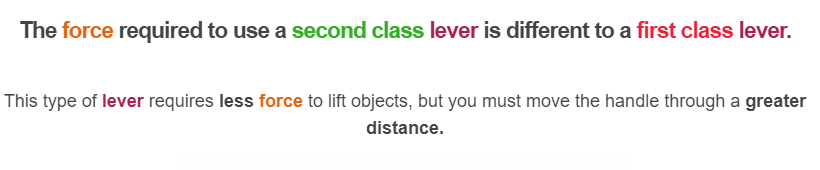 The force required to use a second class lever is different to a first class lever.
This type of lever requires less force to lift objects, but you must move the handle through a greater
distance.